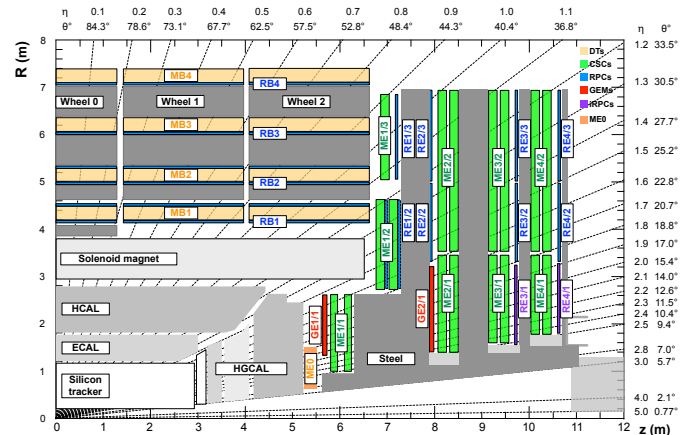 η 0.1 0.2 0.3 0.4 0.5 0.6 0.7 0.8 0.9 1.0 1.1 η θ°
θ° 84.3° 78.6° 73.1° 67.7° 62.5° 57.5° 52.8° 48.4° 44.3° 40.4° 36.8°
R (m)
8
7
6
5
4
3
2
1
0
1.2 33.5°
1.3 30.5°
1.4 27.7°
1.5 25.2°
1.6 22.8°
1.7 20.7°
1.8 18.8°
1.9 17.0°
2.0 15.4°
2.1 14.0°
2.2 12.6°
2.3 11.5°
2.4 10.4°
2.5 9.4°
2.8 7.0°
3.0 5.7°
4.0 2.1°
5.0 0.77°
DTs
CSCs
RPCs
GEMs
iRPCs
ME0
MB4
RB4
Wheel 0 Wheel 1 Wheel 2
MB3
RB3
MB2
RB2
MB1
RB1
Solenoid magnet
HCAL
ECAL
Silicon
tracker
HGCAL
Steel
ME0
GE1/1
ME1/1
ME1/2
ME1/3
RE1/3
RE2/3
RE1/2
RE2/2
GE2/1
ME2/2
ME2/1
ME3/2
ME3/1
RE3/3
RE3/2
RE3/1
ME4/2
ME4/1
RE4/3
RE4/2
RE4/1
0 1 2 3 4 5 6 7 8 9 10 11 12
z (m)